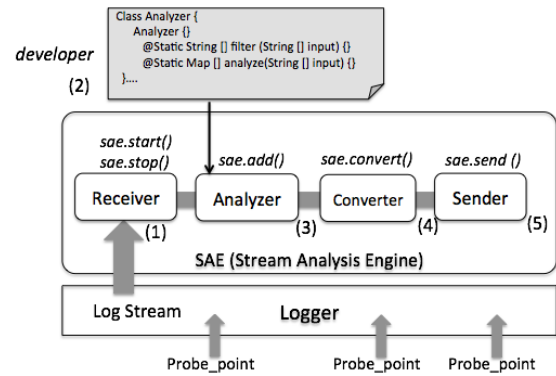 Class Analyzer {
Analyzer {}
@Static String [] filter (String [] input) {}
@Static Map [] analyze(String [] input) {}
}....
developer
(2)
sae.start()
sae.stop()
sae.add()
sae.convert()
sae.send ()
Receiver
Analyzer
Converter
Sender
(1)
(3)
(4)
(5)
SAE (Stream Analysis Engine)
Log Stream
Logger
Probe_point
Probe_point
Probe_point